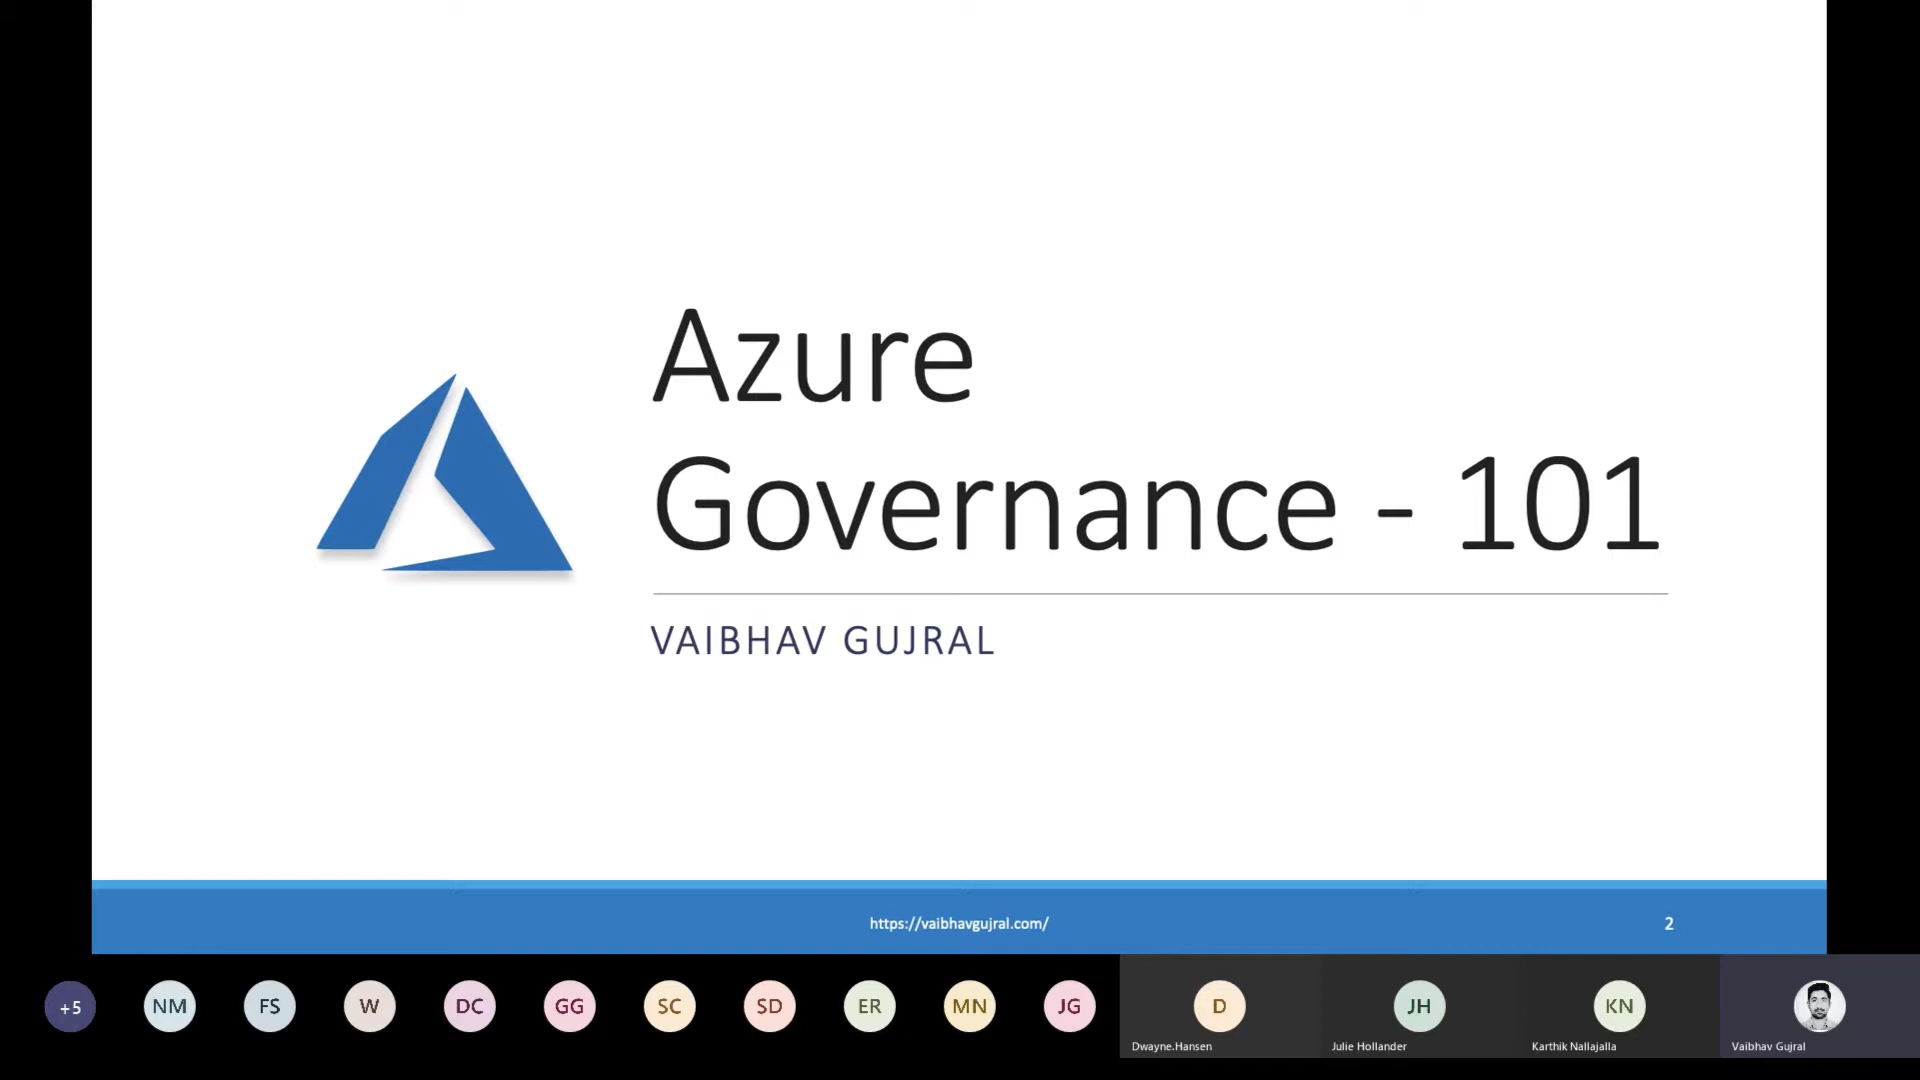 Azure
Governance - 101
VAIBHAV GUJRAL
https://vaibhavgujral.com/
2
+5
NM
FS
W
DC
GG
SC
SD
ER
MN
JG
D
JH
KN
Dwayne.Hansen
Julie Hollander
Karthik Nallajalla
Vaibhav Gujral